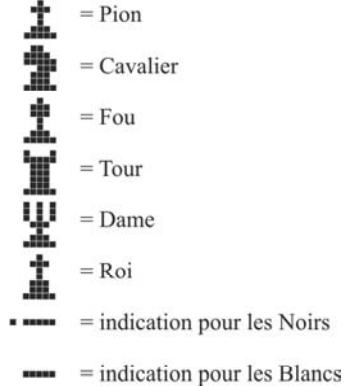 = Pion
= Cavalier
= Fou
= Tour
= Dame
= Roi
= indication pour les Noirs
= indication pour les Blancs